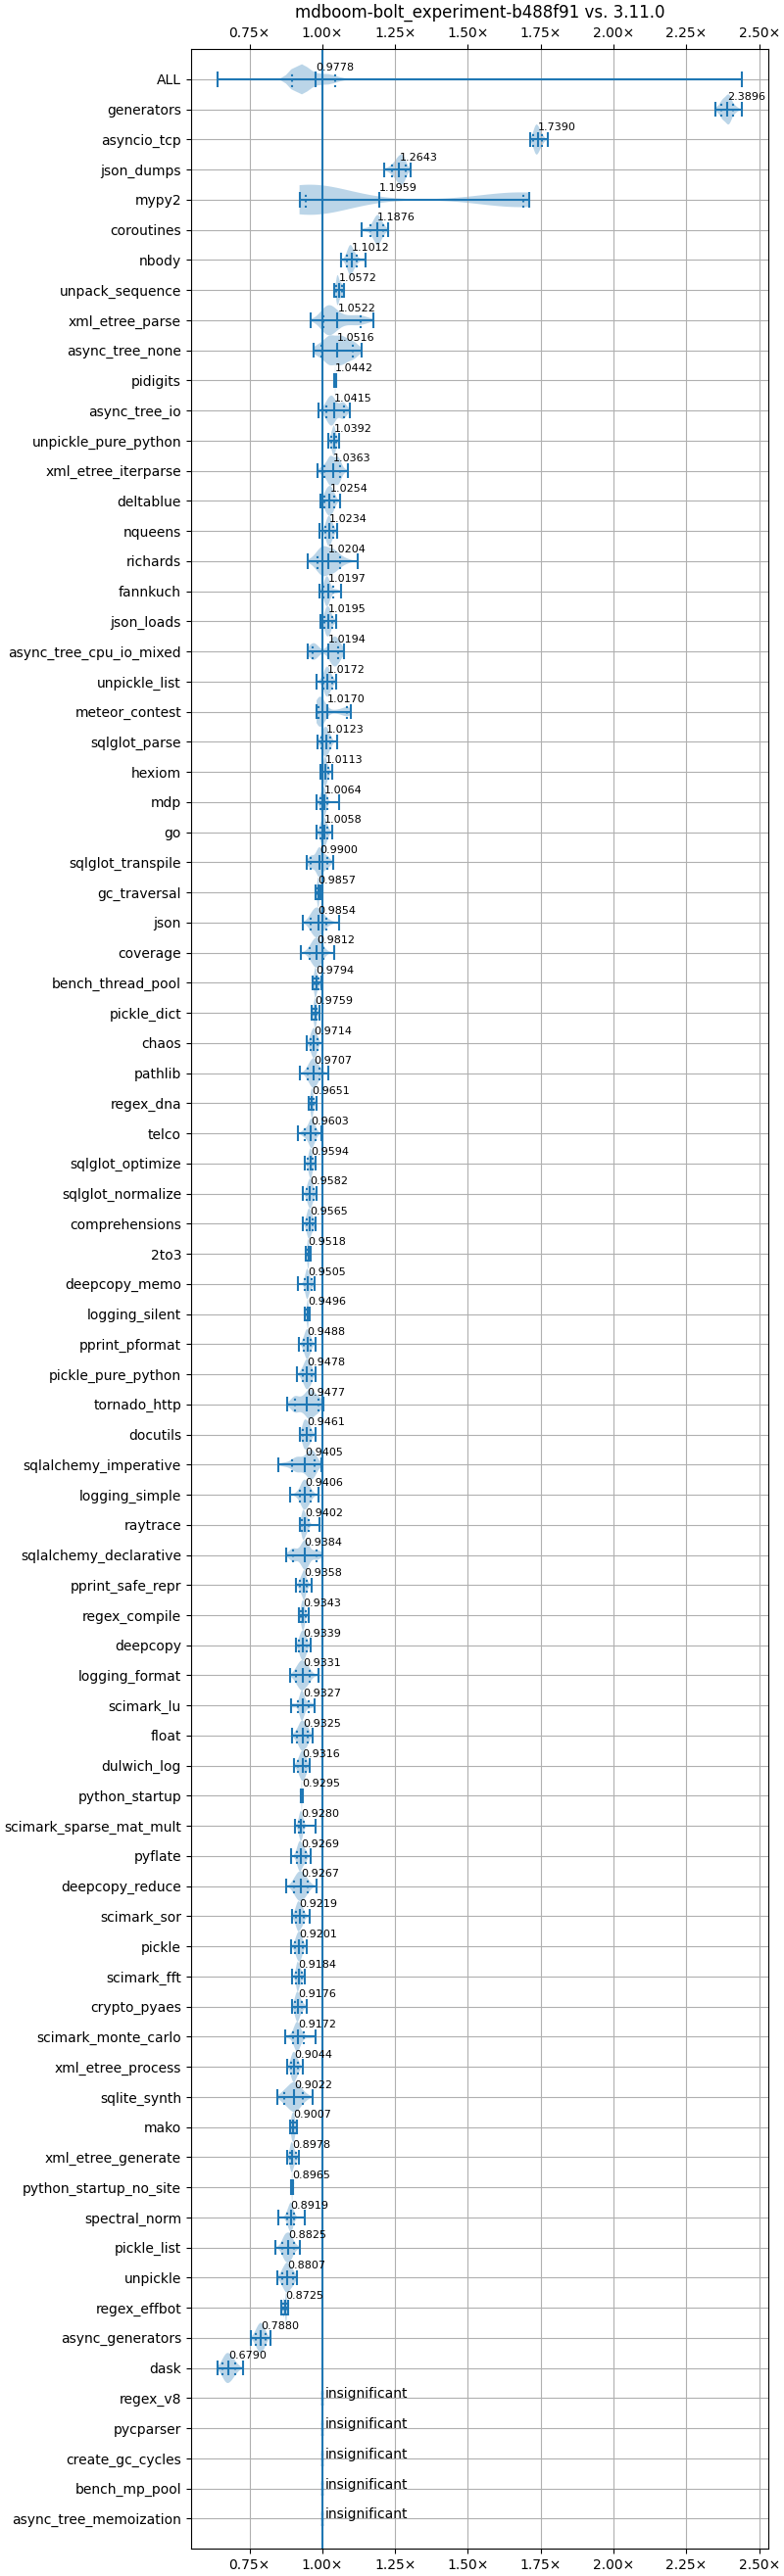 mdboom-bolt_experiment-b488f91 vs. 3.11.0
0.75× 1.00× 1.25× 1.50× 1.75× 2.00× 2.25× 2.50×
ALL 0.9778
generators 2.3896
asyncio_tcp 1.7390
json_dumps 1.2643
mypy2 1.1959
coroutines 1.1876
nbody 1.1012
unpack_sequence 1.0572
xml_etree_parse 1.0522
async_tree_none 1.0516
pidigits 1.0442
async_tree_io 1.0415
unpickle_pure_python 1.0392
xml_etree_iterparse 1.0363
deltablue 1.0254
nqueens 1.0234
richards 1.0204
fannkuch 1.0197
json_loads 1.0195
async_tree_cpu_io_mixed 1.0194
unpickle_list 1.0172
meteor_contest 1.0170
sqlglot_parse 1.0123
hexiom 1.0113
mdp 1.0064
go 1.0058
sqlglot_transpile 0.9900
gc_traversal 0.9857
json 0.9854
coverage 0.9812
bench_thread_pool 0.9794
pickle_dict 0.9759
chaos 0.9714
pathlib 0.9707
regex_dna 0.9651
telco 0.9603
sqlglot_optimize 0.9594
sqlglot_normalize 0.9582
comprehensions 0.9565
2to3 0.9518
deepcopy_memo 0.9505
logging_silent 0.9496
pprint_pformat 0.9488
pickle_pure_python 0.9478
tornado_http 0.9477
docutils 0.9461
sqlalchemy_imperative 0.9405
logging_simple 0.9406
raytrace 0.9402
sqlalchemy_declarative 0.9384
pprint_safe_repr 0.9358
regex_compile 0.9343
deepcopy 0.9339
logging_format 0.9331
scimark_lu 0.9327
float 0.9325
dulwich_log 0.9316
python_startup 0.9295
scimark_sparse_mat_mult 0.9280
pyflate 0.9269
deepcopy_reduce 0.9267
scimark_sor 0.9219
pickle 0.9201
scimark_fft 0.9184
crypto_pyaes 0.9176
scimark_monte_carlo 0.9172
xml_etree_process 0.9044
sqlite_synth 0.9022
mako 0.9007
xml_etree_generate 0.8978
python_startup_no_site 0.8965
spectral_norm 0.8919
pickle_list 0.8825
unpickle 0.8807
regex_effbot 0.8725
async_generators 0.7880
dask 0.6790
regex_v8 insignificant
pycparser insignificant
create_gc_cycles insignificant
bench_mp_pool insignificant
async_tree_memoization insignificant
0.75× 1.00× 1.25× 1.50× 1.75× 2.00× 2.25× 2.50×